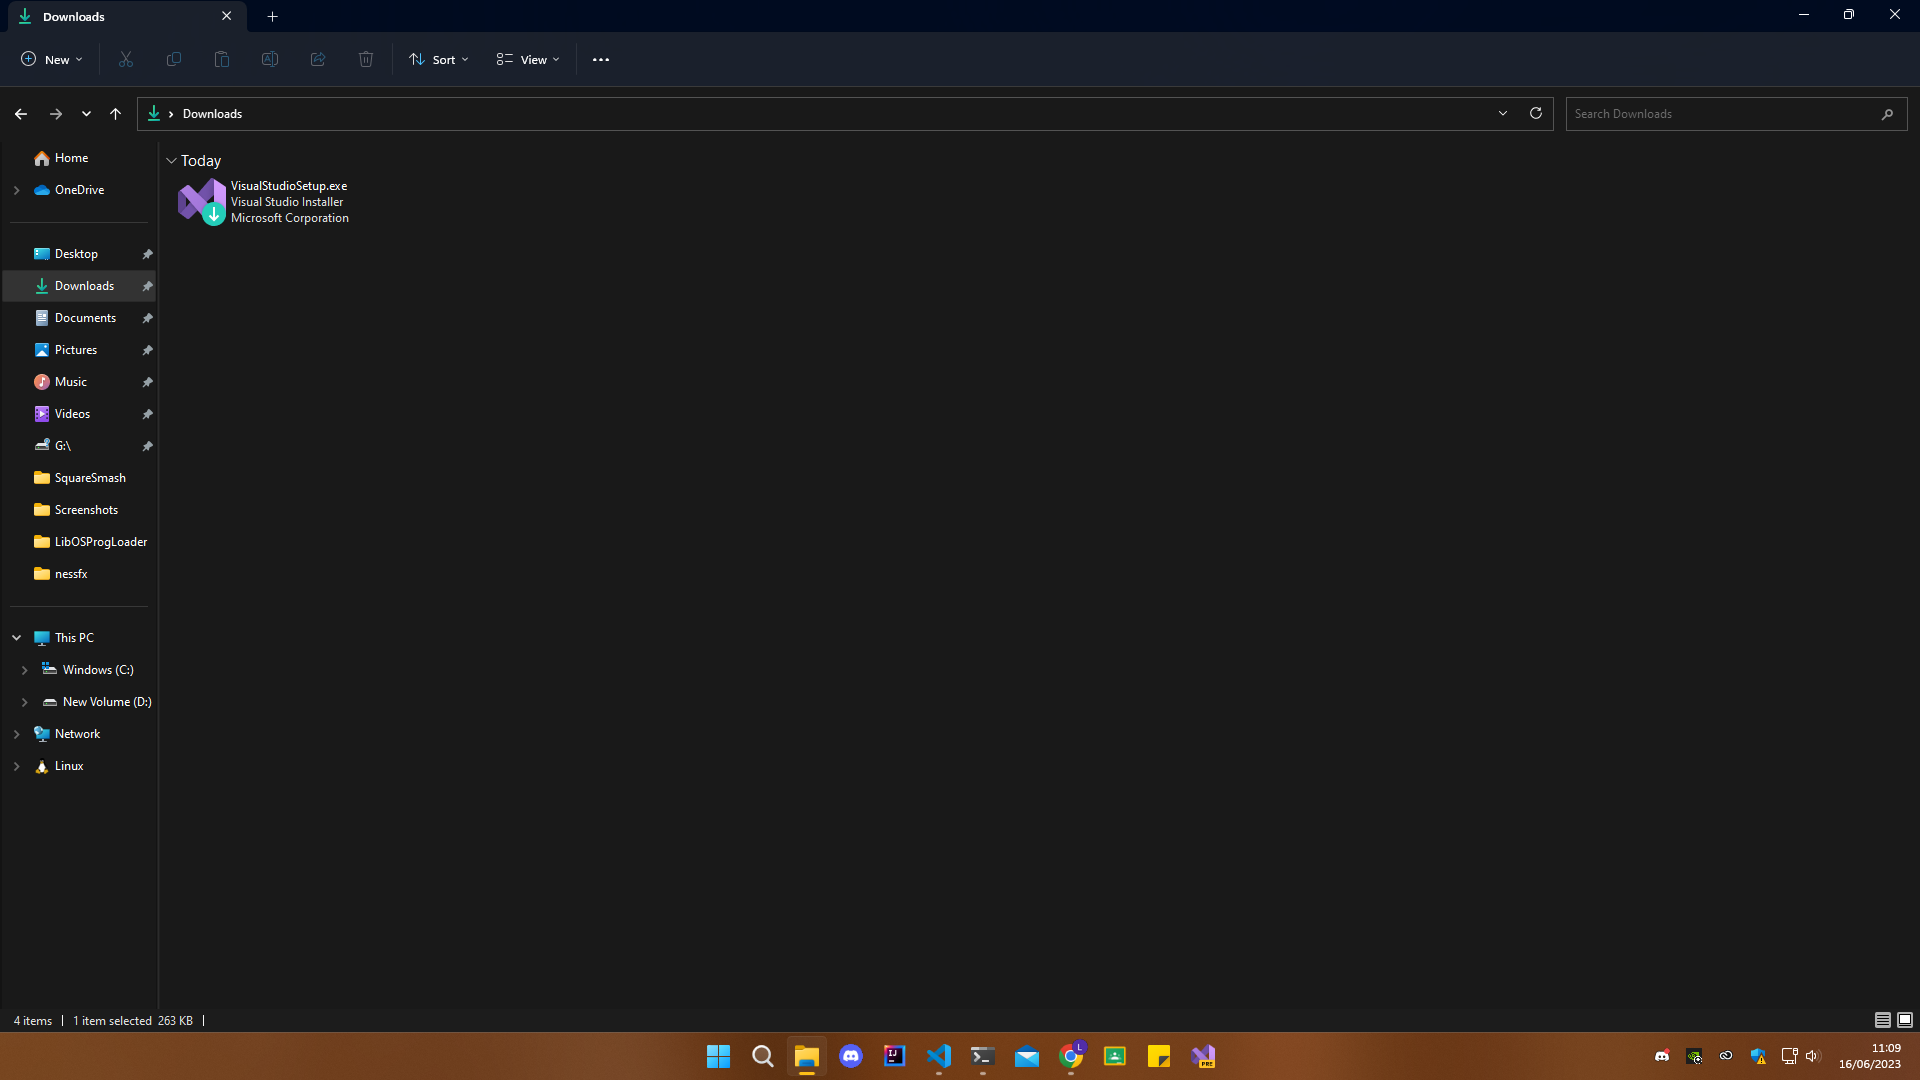 Downloads
New
Sort
View
Downloads
Search Downloads
Home
OneDrive
Desktop
Downloads
Documents
Pictures
Music
Videos
G:\
SquareSmash
Screenshots
LibOSProgLoader
nessfx
This PC
Windows (C:)
New Volume (D:)
Network
Linux
Today
VisualStudioSetup.exe
Visual Studio Installer
Microsoft Corporation
4 items
1 item selected 263 KB
IJ
L
PRE
11:09
16/06/2023